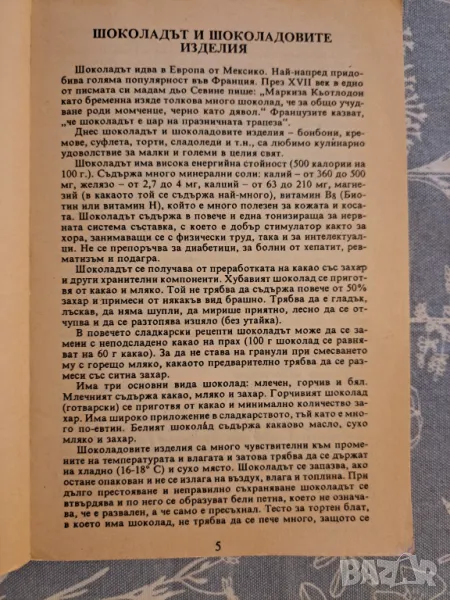 ШОКОЛАДЪТ И ШОКОЛАДОВИТЕ
ИЗДЕЛИЯ
Шоколадът идва в Европа от Мексико. Най-напред придо-
бива голяма популярност във Франция. През XVII век в едно
от писмата си мадам дьо Севине пише: „Маркиза Кьотлодон
като бременна изяде толкова много шоколад, че за общо учуд-
ване роди момченце, черно като дявол.“ Французите казват,
„че шоколадът е цар на празничната трапеза“.
Днес шоколадът и шоколадовите изделия - бонбони, кре-
мове, суфлета, торти, сладоледи и т.н., са любимо кулинарно
удоволствие за малки и големи в целия свят.
Шоколадът има висока енергийна стойност (500 калории на
100 г.). Съдържа много минерални соли: калий - от 360 до 500
мг, желязо - от 2,7 до 4 мг, калций - от 63 до 210 мг, магне-
зий (в какаото той се съдържа най-много), витамин B₈ (Био-
тин или витамин Н), който е много полезен за кожата и коса-
та. Шоколадът съдържа в повече и една тонизираща за нерв-
ната система съставка, с което е добър стимулатор както за
хора, занимаващи се с физически труд, така и за интелектуал-
ци. Не се препоръчва за диабетици, за болни от хепатит, рев-
матизъм и подагра.
Шоколадът се получава от преработката на какао със захар
и други хранителни компоненти. Хубавият шоколад се приготвя
от какао и мляко. Той не трябва да съдържа повече от 50%
захар и примеси от някакъв вид брашно. Трябва да е гладък,
лъскав, да няма шупли, да мирише приятно, лесно да се от-
чупва и да се разтопява изцяло (без утайка).
В повечето сладкарски рецепти шоколадът може да се за-
мени с неподсладено какао на прах (100 г шоколад се равня-
ват на 60 г какао). За да не става на гранули при смесването
му с горещо мляко, какаото предварително трябва да се раз-
меси със ситна захар.
Има три основни вида шоколад: млечен, горчив и бял.
Млечният съдържа какао, мляко и захар. Горчивият шоколад
(готварски) се приготвя от какао и минимално количество за-
хар. Има широко приложение в сладкарството, тъй като е мно-
го по-евтин. Белият шоколад съдържа какаово масло, сухо
мляко и захар.
Шоколадовите изделия са много чувствителни към проме-
ните на температурата и влагата и затова трябва да се държат
на хладно (16-18° С) и сухо място. Шоколадът се запазва, ако
остане опакован и не се излага на въздух, влага и топлина. При
дълго престояване и неправилно съхраняване шоколадът се
втвърдява и по него се образуват бели петна, което не означа-
ва, че е развален, а че само е пресъхнал. Тесто за тортен блат,
в което има шоколад, не трябва да се пече много, защото се
5
BAZAR